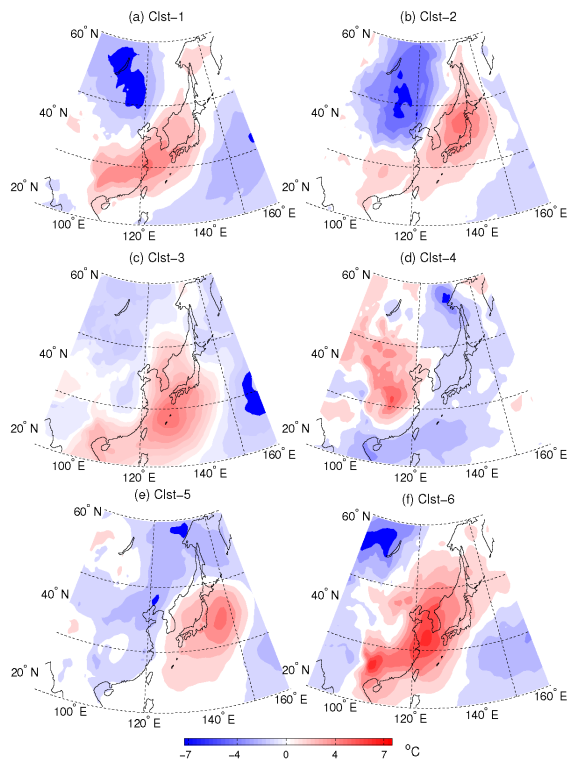 (a) Clst−1
(b) Clst−2
60° N
60° N
40° N
40° N
20° N
20° N
100° E
120° E
140° E
160° E
100° E
120° E
140° E
160° E
(c) Clst−3
(d) Clst−4
60° N
60° N
40° N
40° N
20° N
20° N
100° E
120° E
140° E
160° E
100° E
120° E
140° E
160° E
(e) Clst−5
(f) Clst−6
60° N
60° N
40° N
40° N
20° N
20° N
100° E
120° E
140° E
160° E
100° E
120° E
140° E
160° E
−7 −4 0 4 7 °C